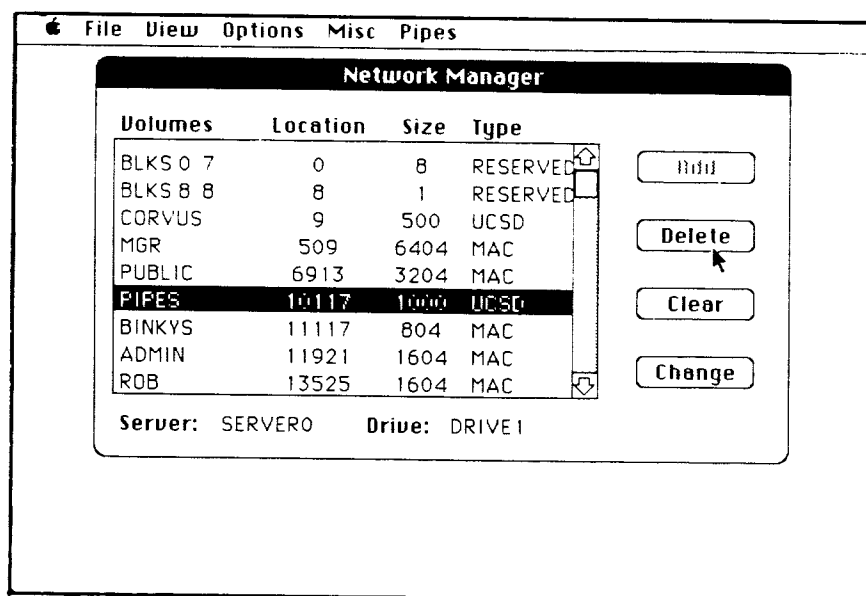 File View Options Misc Pipes
Network Manager
Volumes Location Size Type
BLKS 0 7 0 8 RESERVED
BLKS 8 8 8 1 RESERVED
CORVUS 9 500 UCSD
MGR 509 6404 MAC
PUBLIC 6913 3204 MAC
PIPES 10117 1000 UCSD
BINKYS 11117 804 MAC
ADMIN 11921 1604 MAC
ROB 13525 1604 MAC
Add
Delete
Clear
Change
Server: SERVER0 Drive: DRIVE1